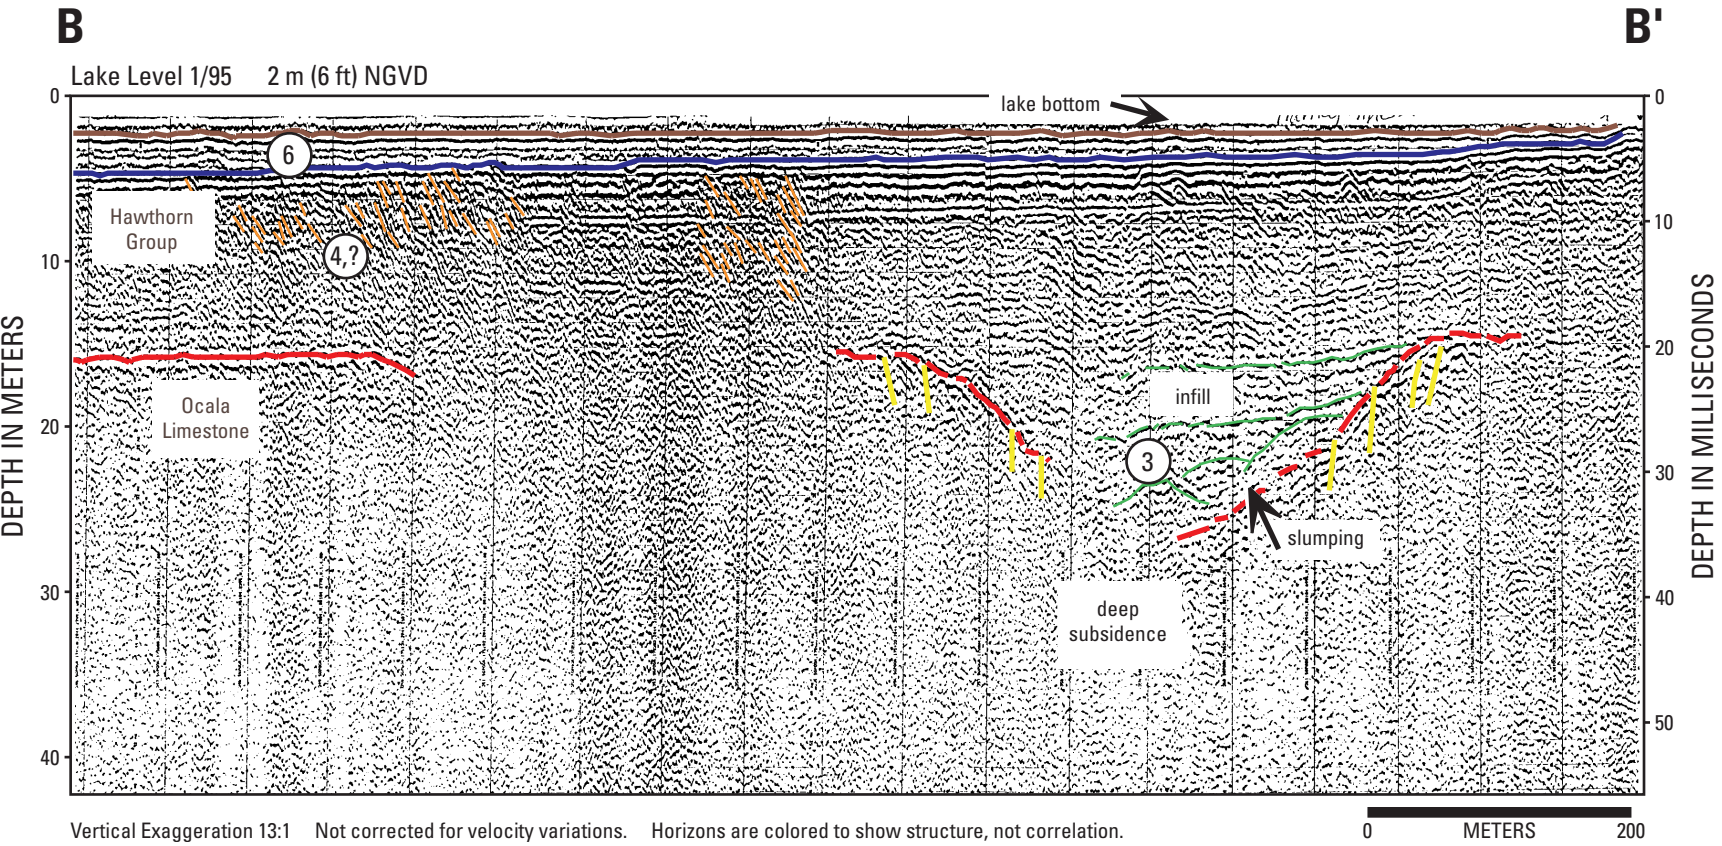 B
B'
Lake Level 1/95 2 m (6 ft) NGVD
lake bottom
0
0
6
Hawthorn
Group
4,?
10
10
DEPTH IN METERS
DEPTH IN MILLISECONDS
20
infill
Ocala
Limestone
20
3
30
slumping
deep
subsidence
30
40
40
50
Vertical Exaggeration 13:1 Not corrected for velocity variations. Horizons are colored to show structure, not correlation.
0 METERS 200